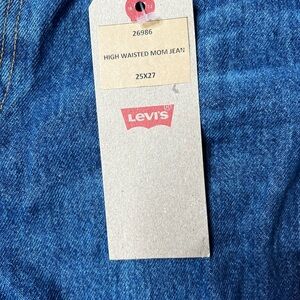 26986
HIGH WAISTED MOM JEAN
25X27
LEVI'S